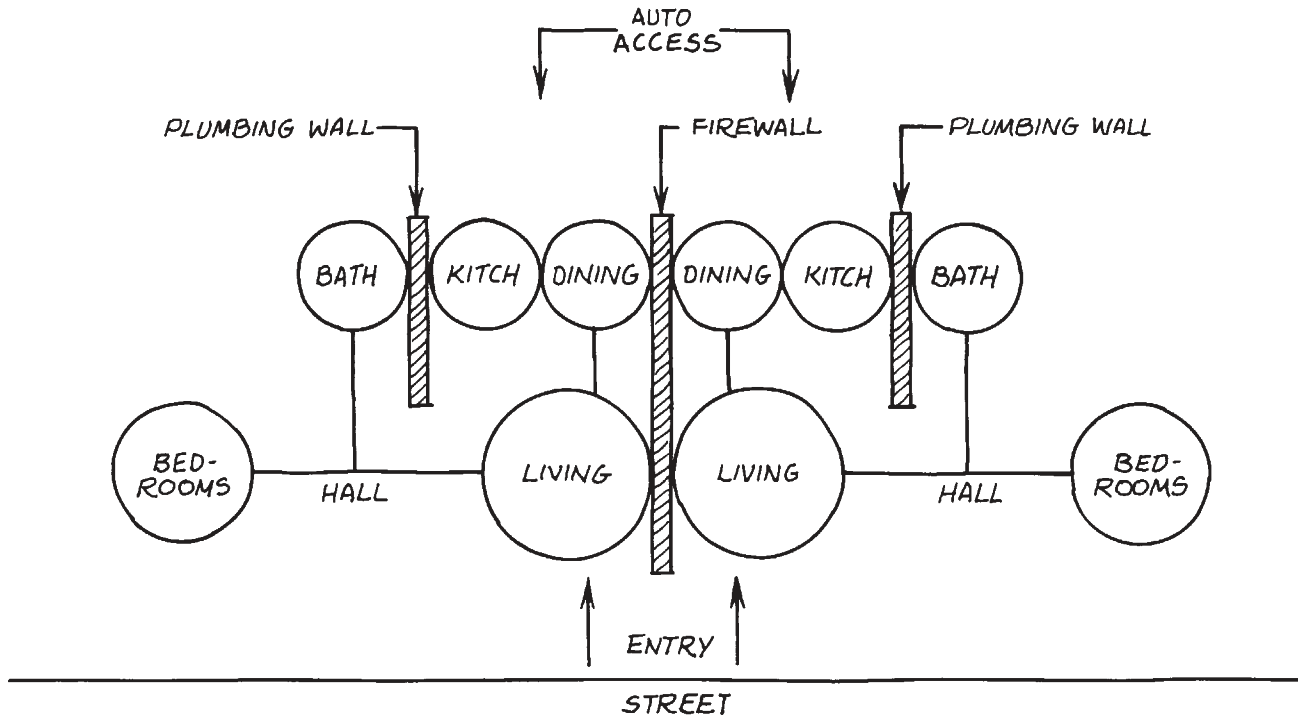 AUTO
ACCESS
PLUMBING WALL
FIREWALL
PLUMBING WALL
BATH
KITCH
DINING
DINING
KITCH
BATH
BED-
ROOMS
HALL
LIVING
LIVING
HALL
BED-
ROOMS
ENTRY
STREET